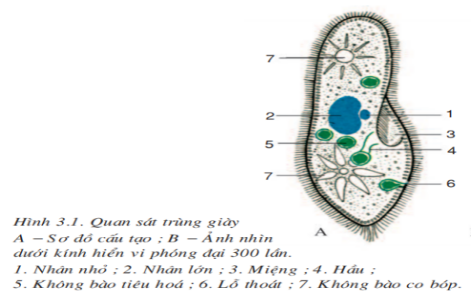 7
2
1
3
5
4
7
6
A
Hình 3.1. Quan sát trùng giày
A – Sơ đồ cấu tạo ; B – Ảnh nhìn
dưới kính hiển vi phóng đại 300 lần.
1. Nhân nhỏ ; 2. Nhân lớn ; 3. Miệng ; 4. Hầu ;
5. Không bào tiêu hoá ; 6. Lỗ thoát ; 7. Không bào co bóp.